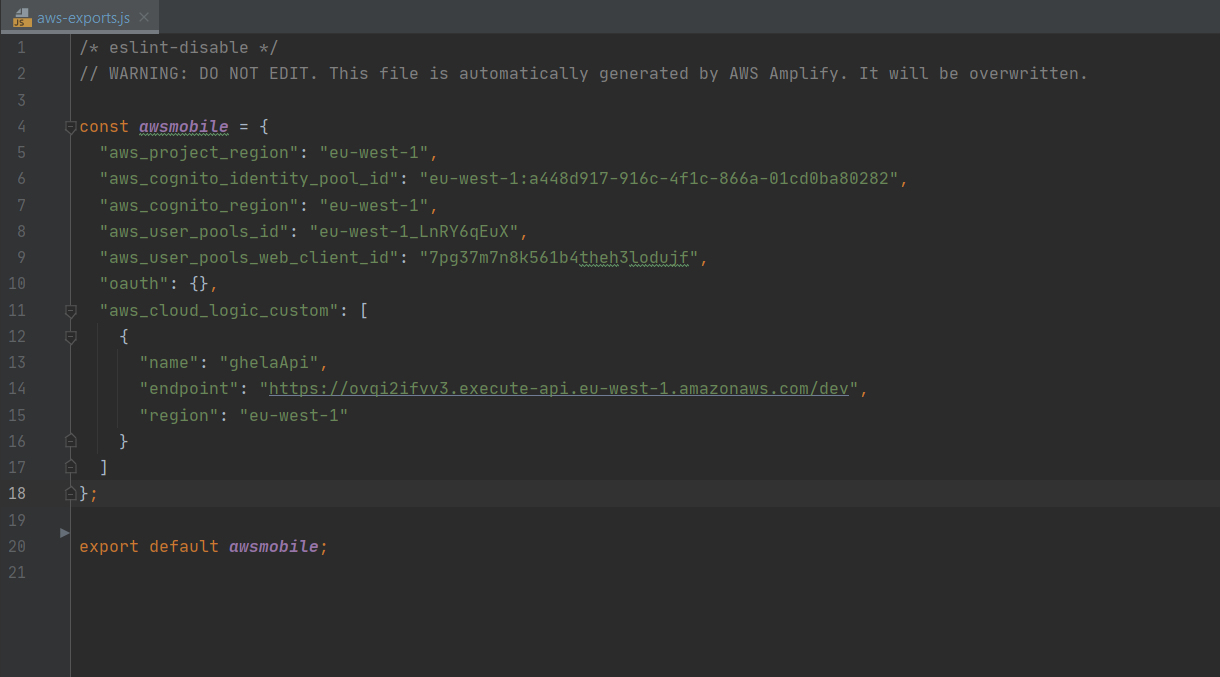 JS aws-exports.js
1 /* eslint-disable */
2 // WARNING: DO NOT EDIT. This file is automatically generated by AWS Amplify. It will be overwritten.
3
4 const awsmobile = {
5 "aws_project_region": "eu-west-1",
6 "aws_cognito_identity_pool_id": "eu-west-1:a448d917-916c-4f1c-866a-01cd0ba80282",
7 "aws_cognito_region": "eu-west-1",
8 "aws_user_pools_id": "eu-west-1_LnRY6qEuX",
9 "aws_user_pools_web_client_id": "7pg37m7n8k561b4theh3lodujf",
10 "oauth": {},
11 "aws_cloud_logic_custom": [
12 {
13 "name": "ghelaApi",
14 "endpoint": "https://ovqi2ifvv3.execute-api.eu-west-1.amazonaws.com/dev",
15 "region": "eu-west-1"
16 }
17 ]
18 };
19
20 export default awsmobile;
21